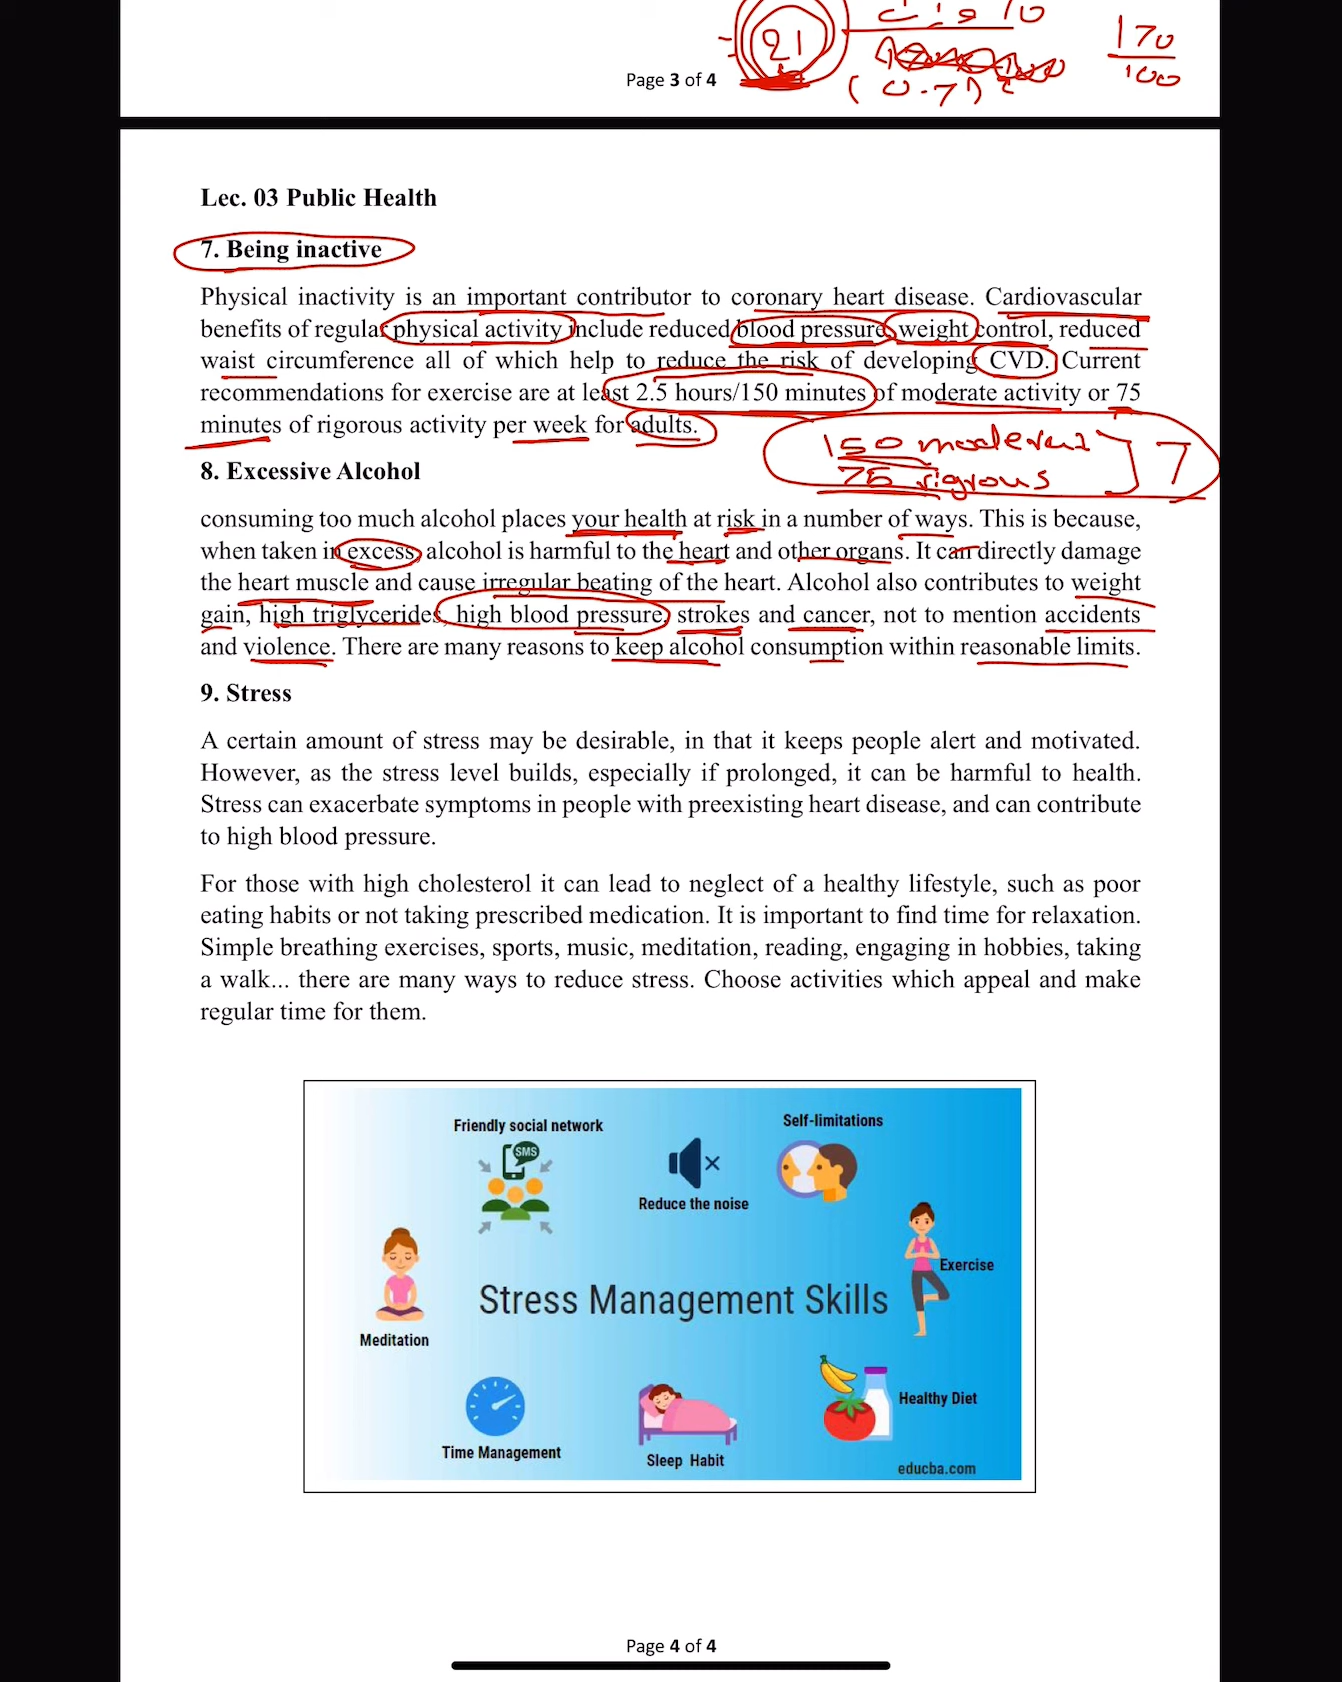 21
170
100
Page 3 of 4
Lec. 03 Public Health
7. Being inactive
Physical inactivity is an important contributor to coronary heart disease. Cardiovascular
benefits of regular physical activity include reduced blood pressure, weight control, reduced
waist circumference all of which help to reduce the risk of developing CVD. Current
recommendations for exercise are at least 2.5 hours/150 minutes of moderate activity or 75
minutes of rigorous activity per week for adults.
150 moderat
75 rigrous
7
8. Excessive Alcohol
consuming too much alcohol places your health at risk in a number of ways. This is because,
when taken in excess, alcohol is harmful to the heart and other organs. It can directly damage
the heart muscle and cause irregular beating of the heart. Alcohol also contributes to weight
gain, high triglycerides, high blood pressure, strokes and cancer, not to mention accidents
and violence. There are many reasons to keep alcohol consumption within reasonable limits.
9. Stress
A certain amount of stress may be desirable, in that it keeps people alert and motivated.
However, as the stress level builds, especially if prolonged, it can be harmful to health.
Stress can exacerbate symptoms in people with preexisting heart disease, and can contribute
to high blood pressure.
For those with high cholesterol it can lead to neglect of a healthy lifestyle, such as poor
eating habits or not taking prescribed medication. It is important to find time for relaxation.
Simple breathing exercises, sports, music, meditation, reading, engaging in hobbies, taking
a walk... there are many ways to reduce stress. Choose activities which appeal and make
regular time for them.
Friendly social network
Self-limitations
SMS
Reduce the noise
Exercise
Stress Management Skills
Meditation
Healthy Diet
Time Management
Sleep Habit
educba.com
Page 4 of 4